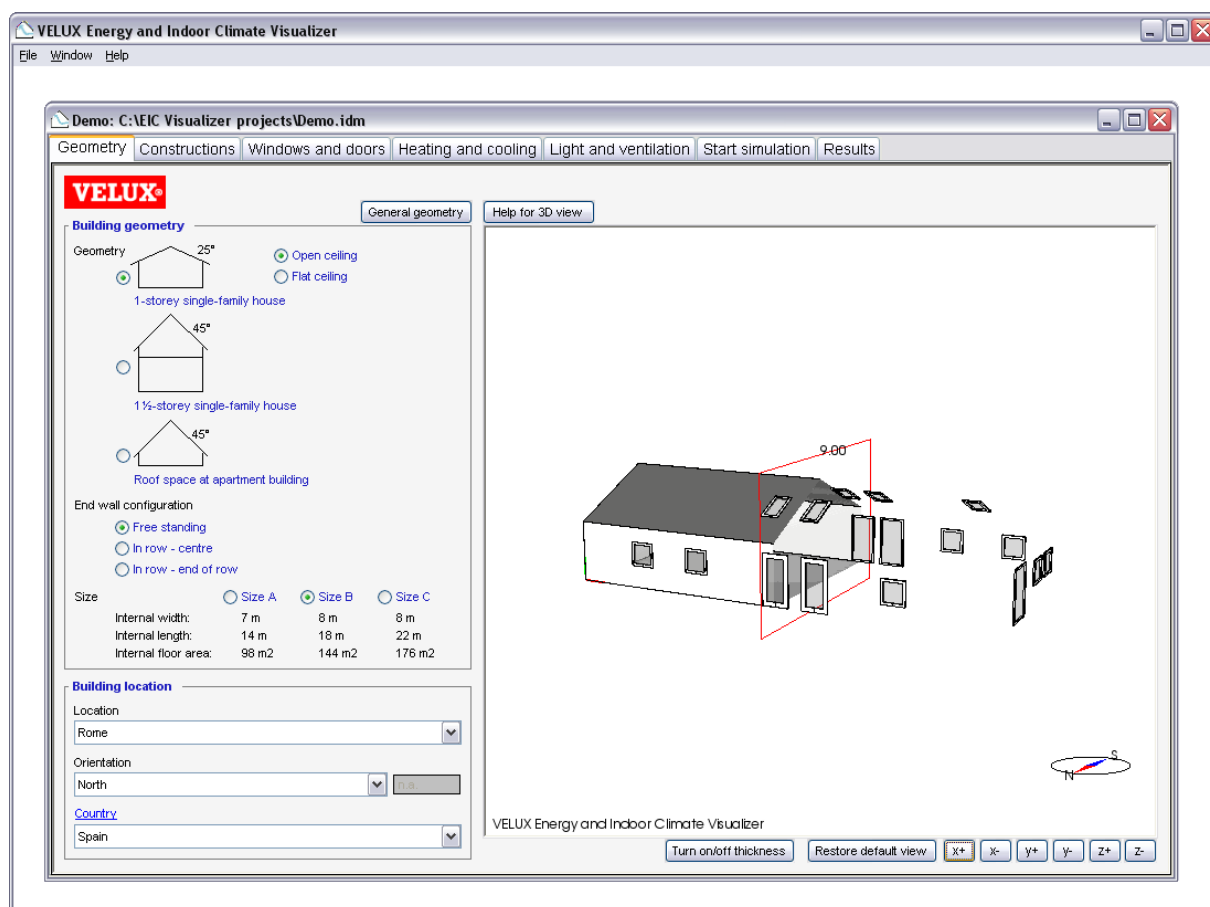 VELUX Energy and Indoor Climate Visualizer
File Window Help
Demo: C:\EIC Visualizer projects\Demo.idm
Geometry Constructions Windows and doors Heating and cooling Light and ventilation Start simulation Results
VELUX®
General geometry Help for 3D view
Building geometry
Geometry 25° Open ceiling
Flat ceiling
1-storey single-family house
45°
1½-storey single-family house
45°
Roof space at apartment building
End wall configuration
Free standing
In row - centre
In row - end of row
Size Size A Size B Size C
Internal width: 7 m 8 m 8 m
Internal length: 14 m 18 m 22 m
Internal floor area: 98 m2 144 m2 176 m2
Building location
Location
Rome
Orientation
North n.a.
Country
Spain
9.00
S
N
VELUX Energy and Indoor Climate Visualizer
Turn on/off thickness Restore default view x+ x- y+ y- z+ z-